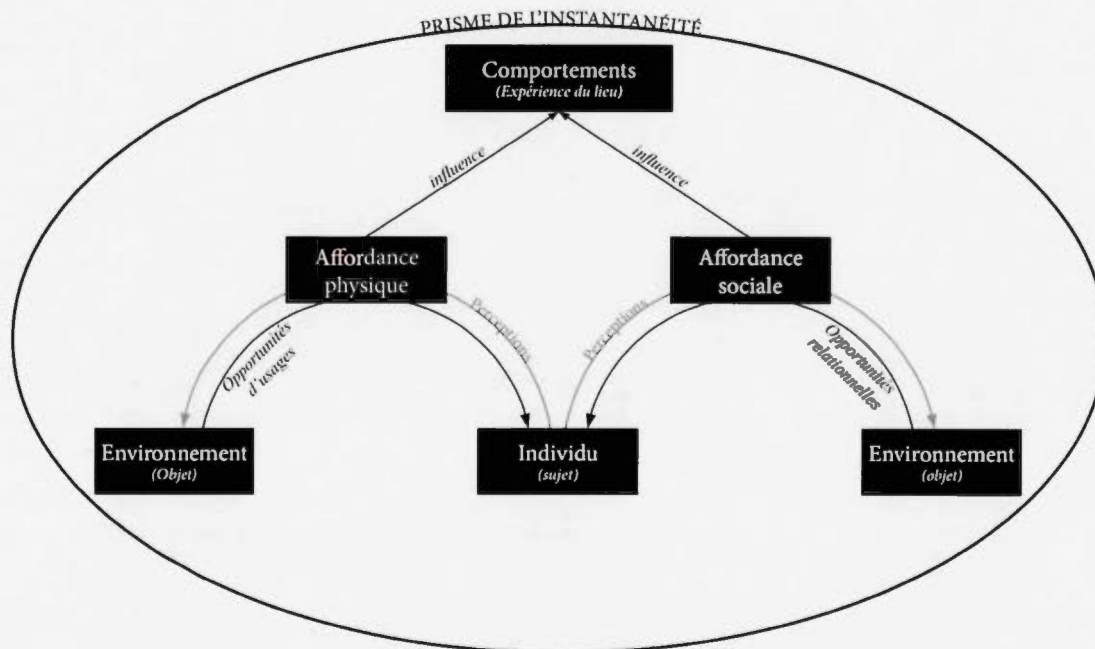 PRISME DE L'INSTANTANÉITÉ
Comportements
(Expérience du lieu)
influence
influence
Affordance
physique
Affordance
sociale
Perceptions
Perceptions
Opportunités
d'usages
Opportunités
relationnelles
Environnement
(Objet)
Individu
(sujet)
Environnement
(objet)